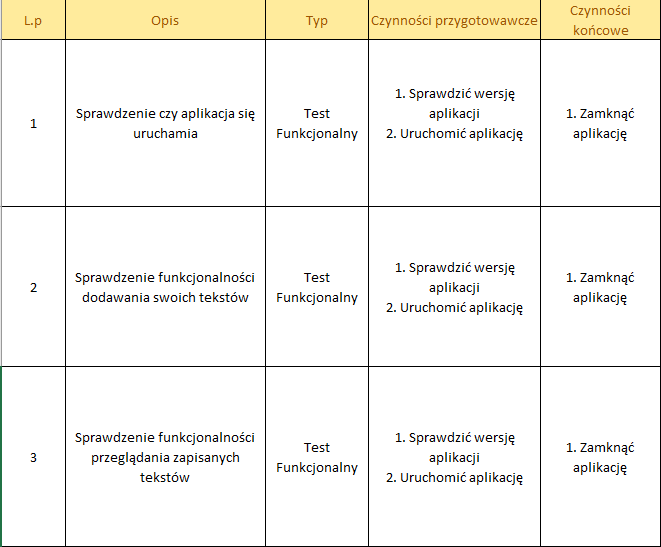 L.p
Opis
Typ
Czynności przygotowawcze
Czynności
końcowe
1
Sprawdzenie czy aplikacja się
uruchamia
Test
Funkcjonalny
1. Sprawdzić wersję
aplikacji
2. Uruchomić aplikację
1. Zamknąć
aplikację
2
Sprawdzenie funkcjonalności
dodawania swoich tekstów
Test
Funkcjonalny
1. Sprawdzić wersję
aplikacji
2. Uruchomić aplikację
1. Zamknąć
aplikację
3
Sprawdzenie funkcjonalności
przeglądania zapisanych
tekstów
Test
Funkcjonalny
1. Sprawdzić wersję
aplikacji
2. Uruchomić aplikację
1. Zamknąć
aplikację